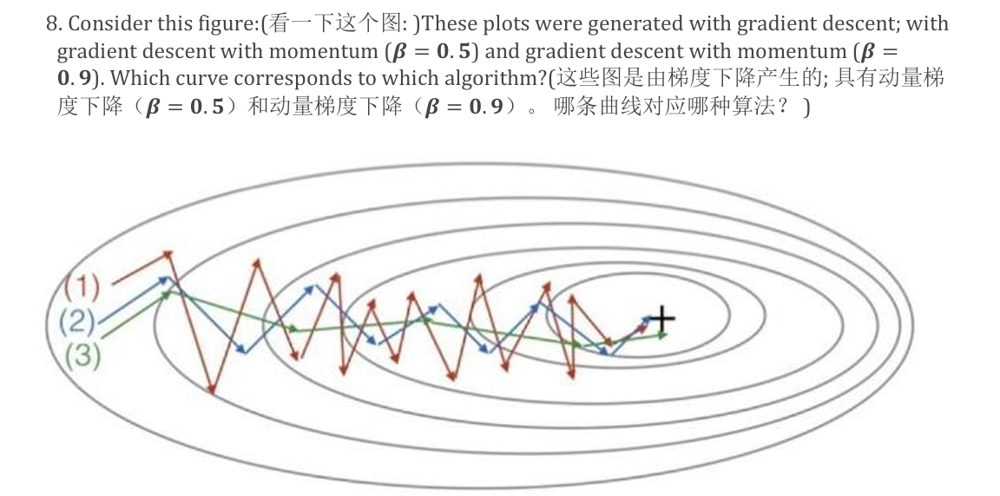 8. Consider this figure:(看一下这个图: )These plots were generated with gradient descent; with
gradient descent with momentum (β = 0.5) and gradient descent with momentum (β =
0.9). Which curve corresponds to which algorithm?(这些图是由梯度下降产生的; 具有动量梯
度下降（β = 0.5）和动量梯度下降（β = 0.9）。 哪条曲线对应哪种算法？ )
(1)
(2)
(3)